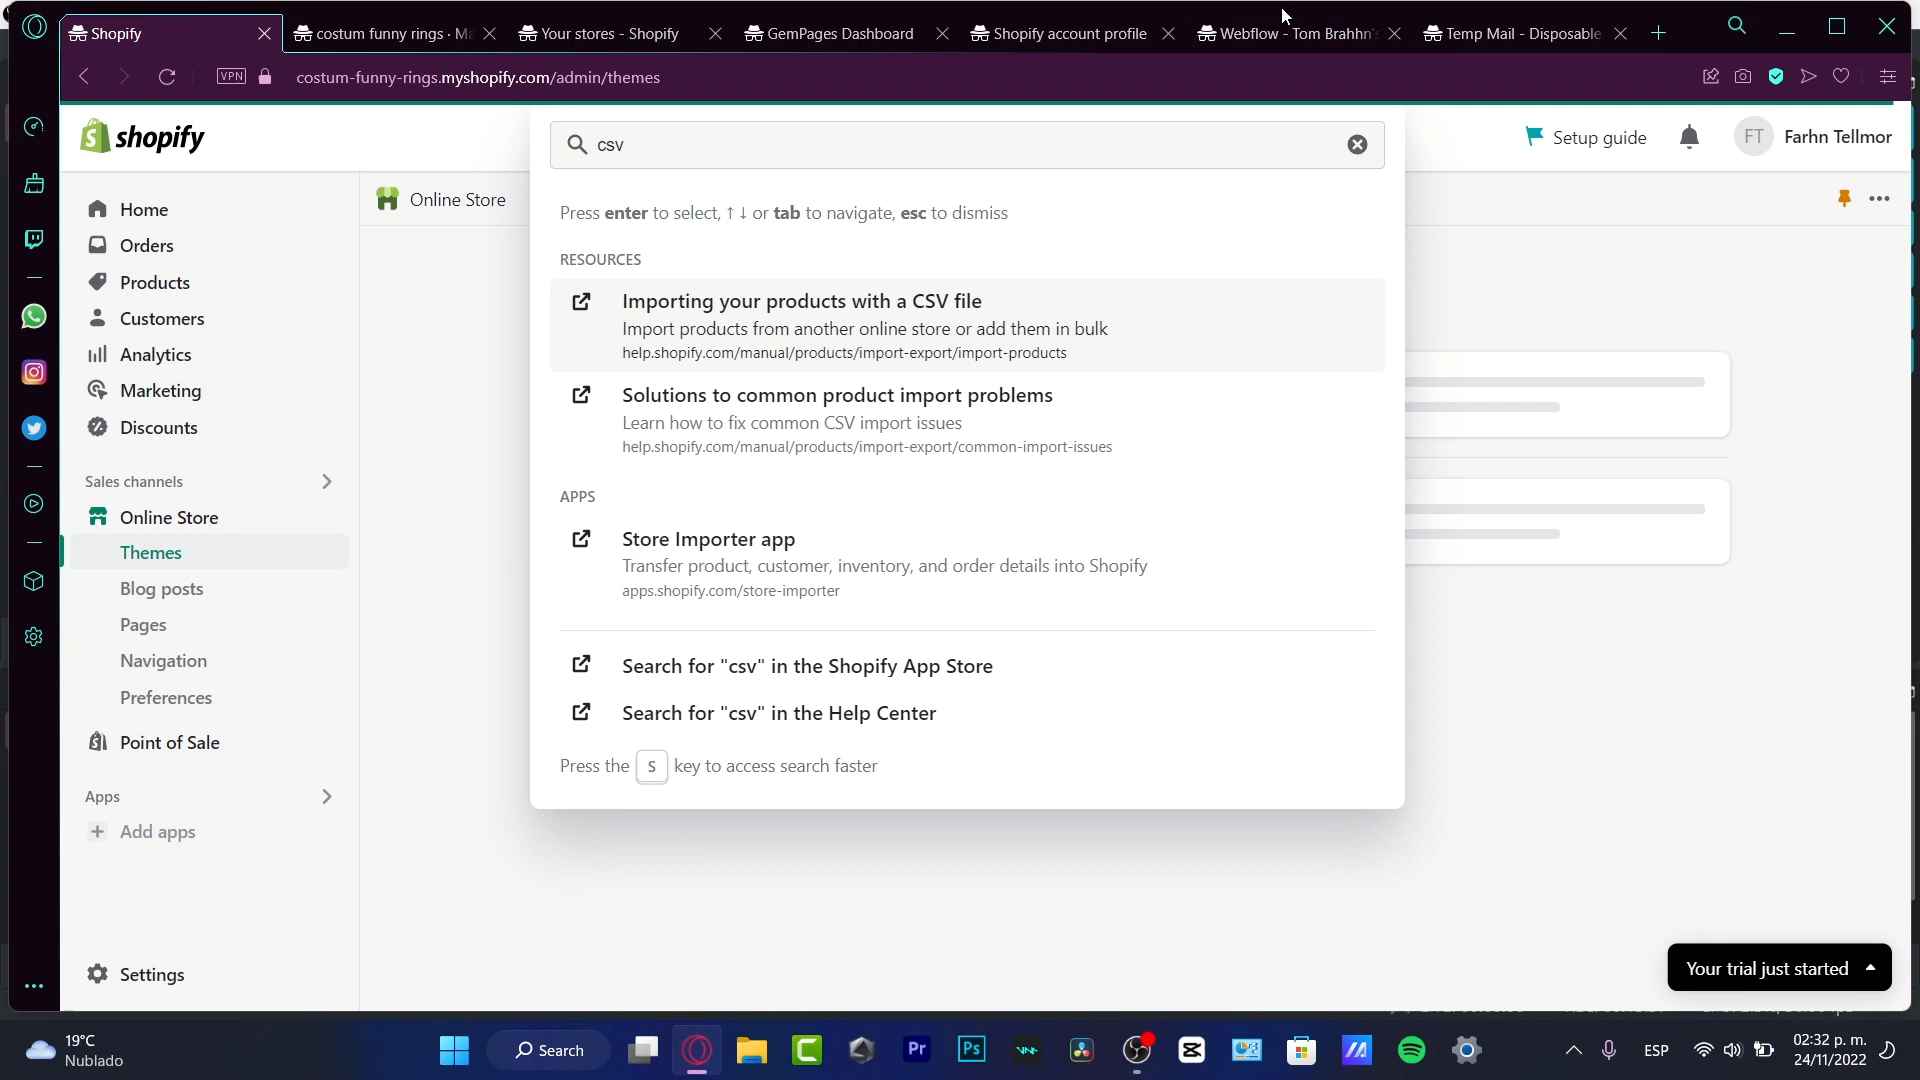 Shopify
costum funny rings · Ma
Your stores - Shopify
GemPages Dashboard
Shopify account profile
Webflow - Tom Brahhn's
Temp Mail - Disposable
VPN
costum-funny-rings.myshopify.com/admin/themes
shopify
csv
Setup guide
FT
Farhn Tellmor
Home
Orders
Products
Customers
Analytics
Marketing
Discounts
Sales channels
Online Store
Themes
Blog posts
Pages
Navigation
Preferences
Point of Sale
Apps
Add apps
Settings
Online Store
Press enter to select, ↑ ↓ or tab to navigate, esc to dismiss
RESOURCES
Importing your products with a CSV file
Import products from another online store or add them in bulk
help.shopify.com/manual/products/import-export/import-products
Solutions to common product import problems
Learn how to fix common CSV import issues
help.shopify.com/manual/products/import-export/common-import-issues
APPS
Store Importer app
Transfer product, customer, inventory, and order details into Shopify
apps.shopify.com/store-importer
Search for "csv" in the Shopify App Store
Search for "csv" in the Help Center
Press the S key to access search faster
Your trial just started
19°C
Nublado
Search
Pr
Ps
ESP
02:32 p. m.
24/11/2022